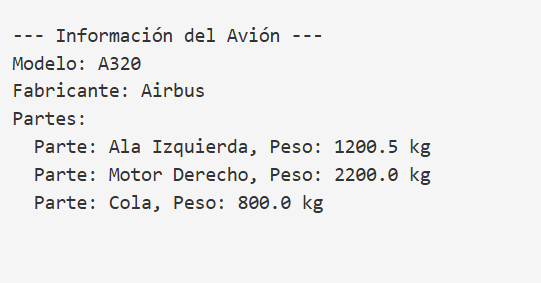 --- Información del Avión ---
Modelo: A320
Fabricante: Airbus
Partes:
  Parte: Ala Izquierda, Peso: 1200.5 kg
  Parte: Motor Derecho, Peso: 2200.0 kg
  Parte: Cola, Peso: 800.0 kg